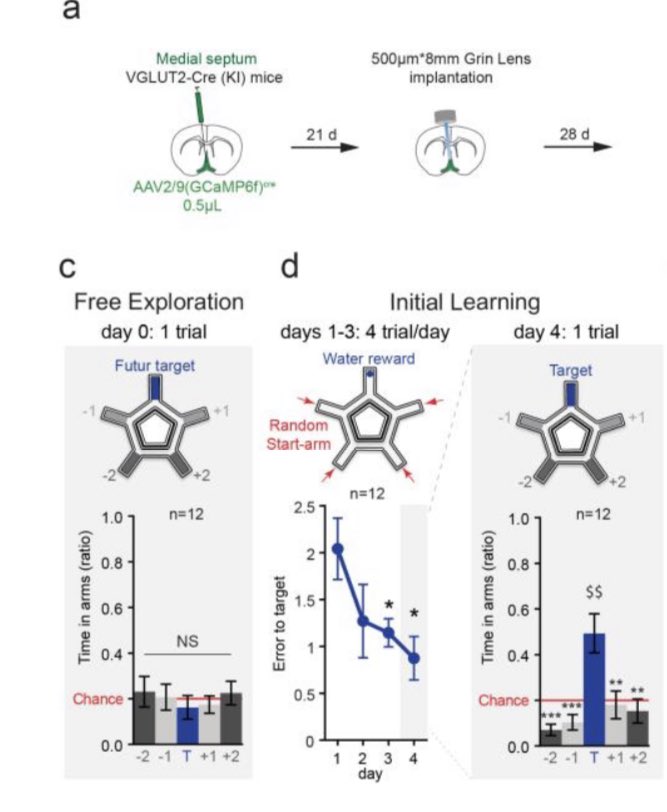 a
Medial septum
VGLUT2-Cre (KI) mice
AAV2/9(GCaMP6f)cre
0.5µL
21 d
500µm*8mm Grin Lens
implantation
28 d
c
Free Exploration
day 0: 1 trial
Futur target
-1
+1
-2
+2
n=12
Time in arms (ratio)
1.0
0.8
0.6
0.4
0.0
Chance
NS
-2 -1 T +1 +2
d
Initial Learning
days 1-3: 4 trial/day
Water reward
Random
Start-arm
n=12
Error to target
2.5
2
1.5
1
0.5
0
*
*
1 2 3 4
day
day 4: 1 trial
Target
-1
+1
-2
+2
n=12
Time in arms (ratio)
1.0
0.8
0.6
0.4
0.0
Chance
$$
***
***
**
**
-2 -1 T +1 +2